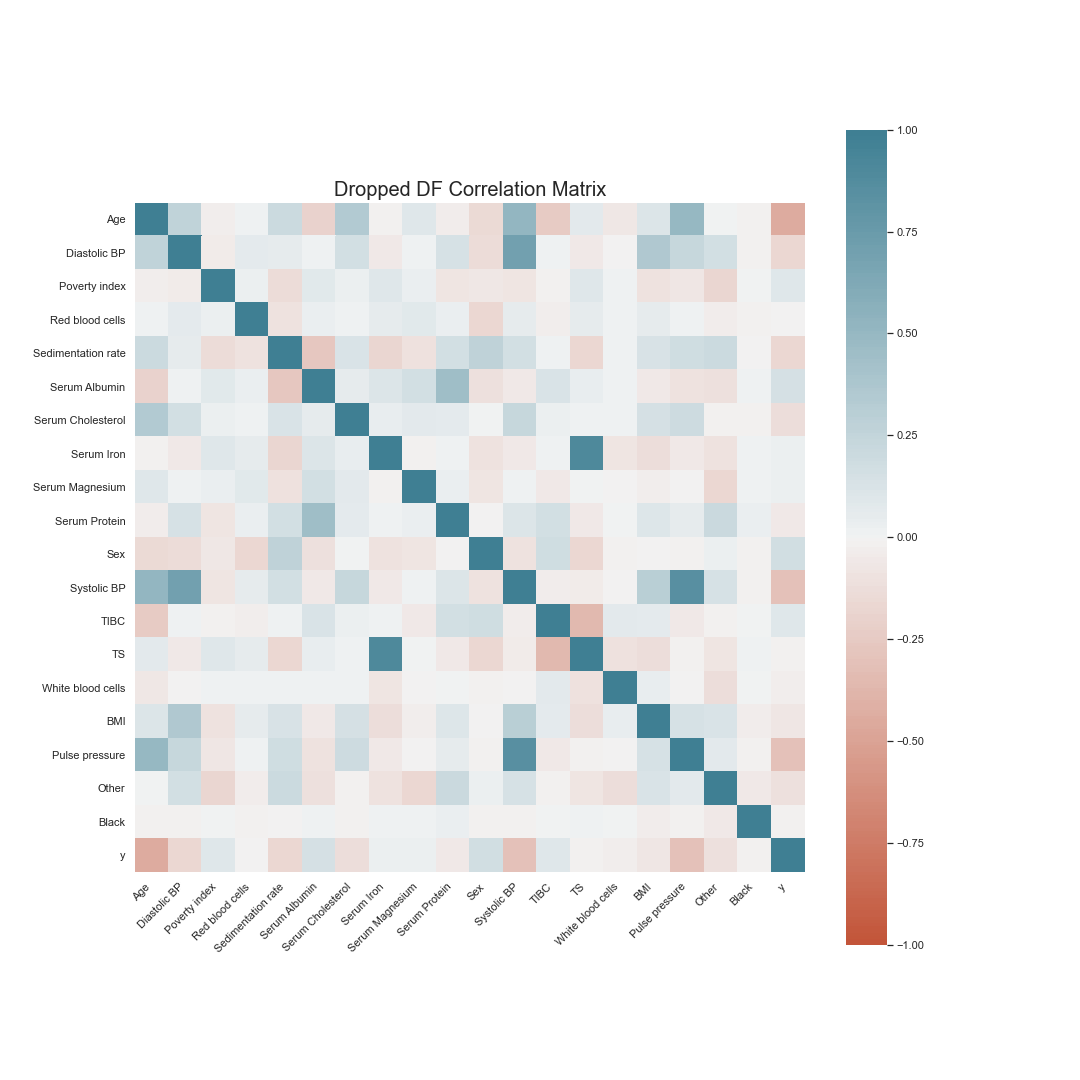 Dropped DF Correlation Matrix
Age
Diastolic BP
Poverty index
Red blood cells
Sedimentation rate
Serum Albumin
Serum Cholesterol
Serum Iron
Serum Magnesium
Serum Protein
Sex
Systolic BP
TIBC
TS
White blood cells
BMI
Pulse pressure
Other
Black
y
Age
Diastolic BP
Poverty index
Red blood cells
Sedimentation rate
Serum Albumin
Serum Cholesterol
Serum Iron
Serum Magnesium
Serum Protein
Sex
Systolic BP
TIBC
TS
White blood cells
BMI
Pulse pressure
Other
Black
y
1.00
0.75
0.50
0.25
0.00
−0.25
−0.50
−0.75
−1.00